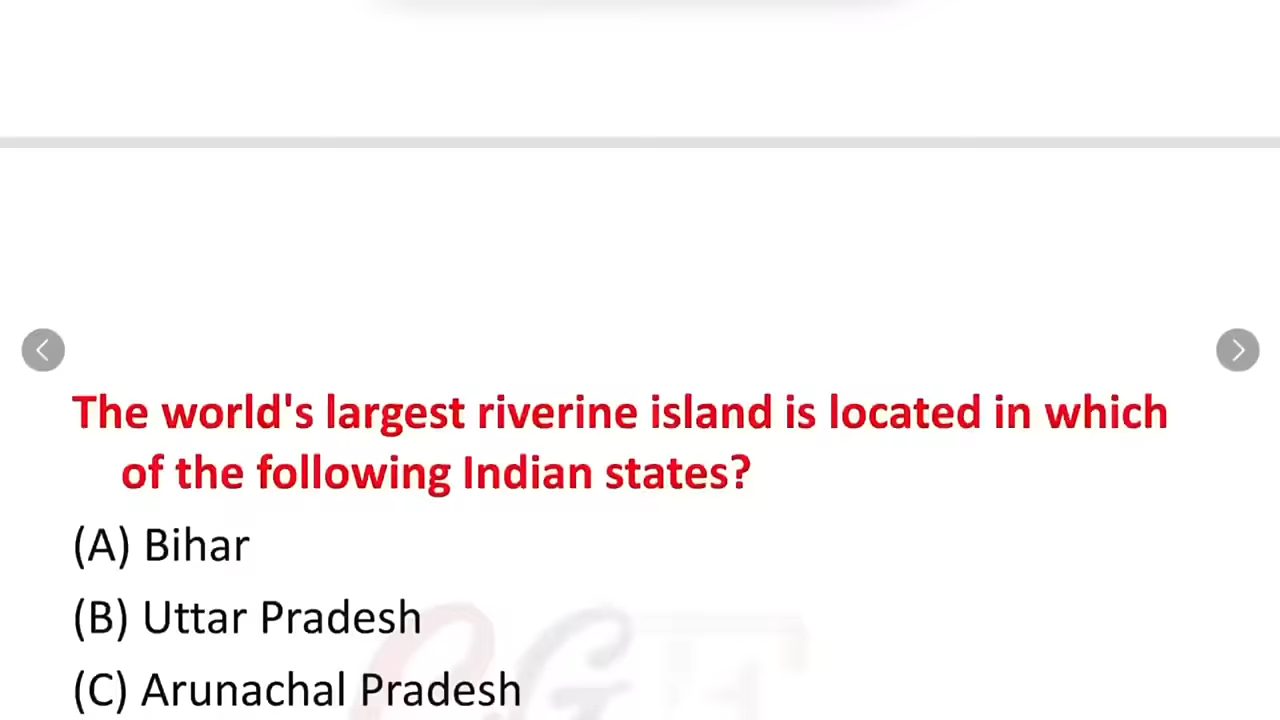 The world's largest riverine island is located in which
of the following Indian states?
(A) Bihar
(B) Uttar Pradesh
(C) Arunachal Pradesh